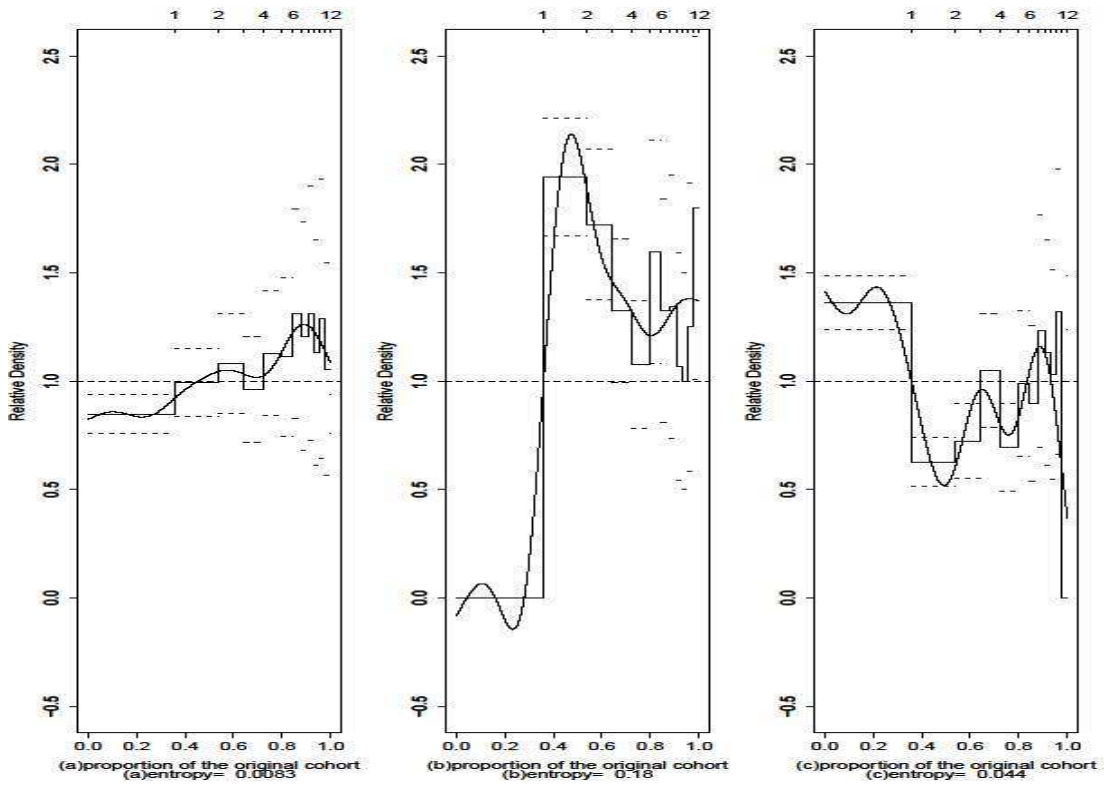 1 2 4 6 12
1 2 4 6 12
1 2 4 6 12
Relative Density
2.5
2.0
1.5
1.0
0.5
0.0
-0.5
0.0 0.2 0.4 0.6 0.8 1.0
(a)proportion of the original cohort
(a)entropy= 0.0083
Relative Density
2.5
2.0
1.5
1.0
0.5
0.0
-0.5
0.0 0.2 0.4 0.6 0.8 1.0
(b)proportion of the original cohort
(b)entropy= 0.18
Relative Density
2.5
2.0
1.5
1.0
0.5
0.0
-0.5
0.0 0.2 0.4 0.6 0.8 1.0
(c)proportion of the original cohort
(c)entropy= 0.044